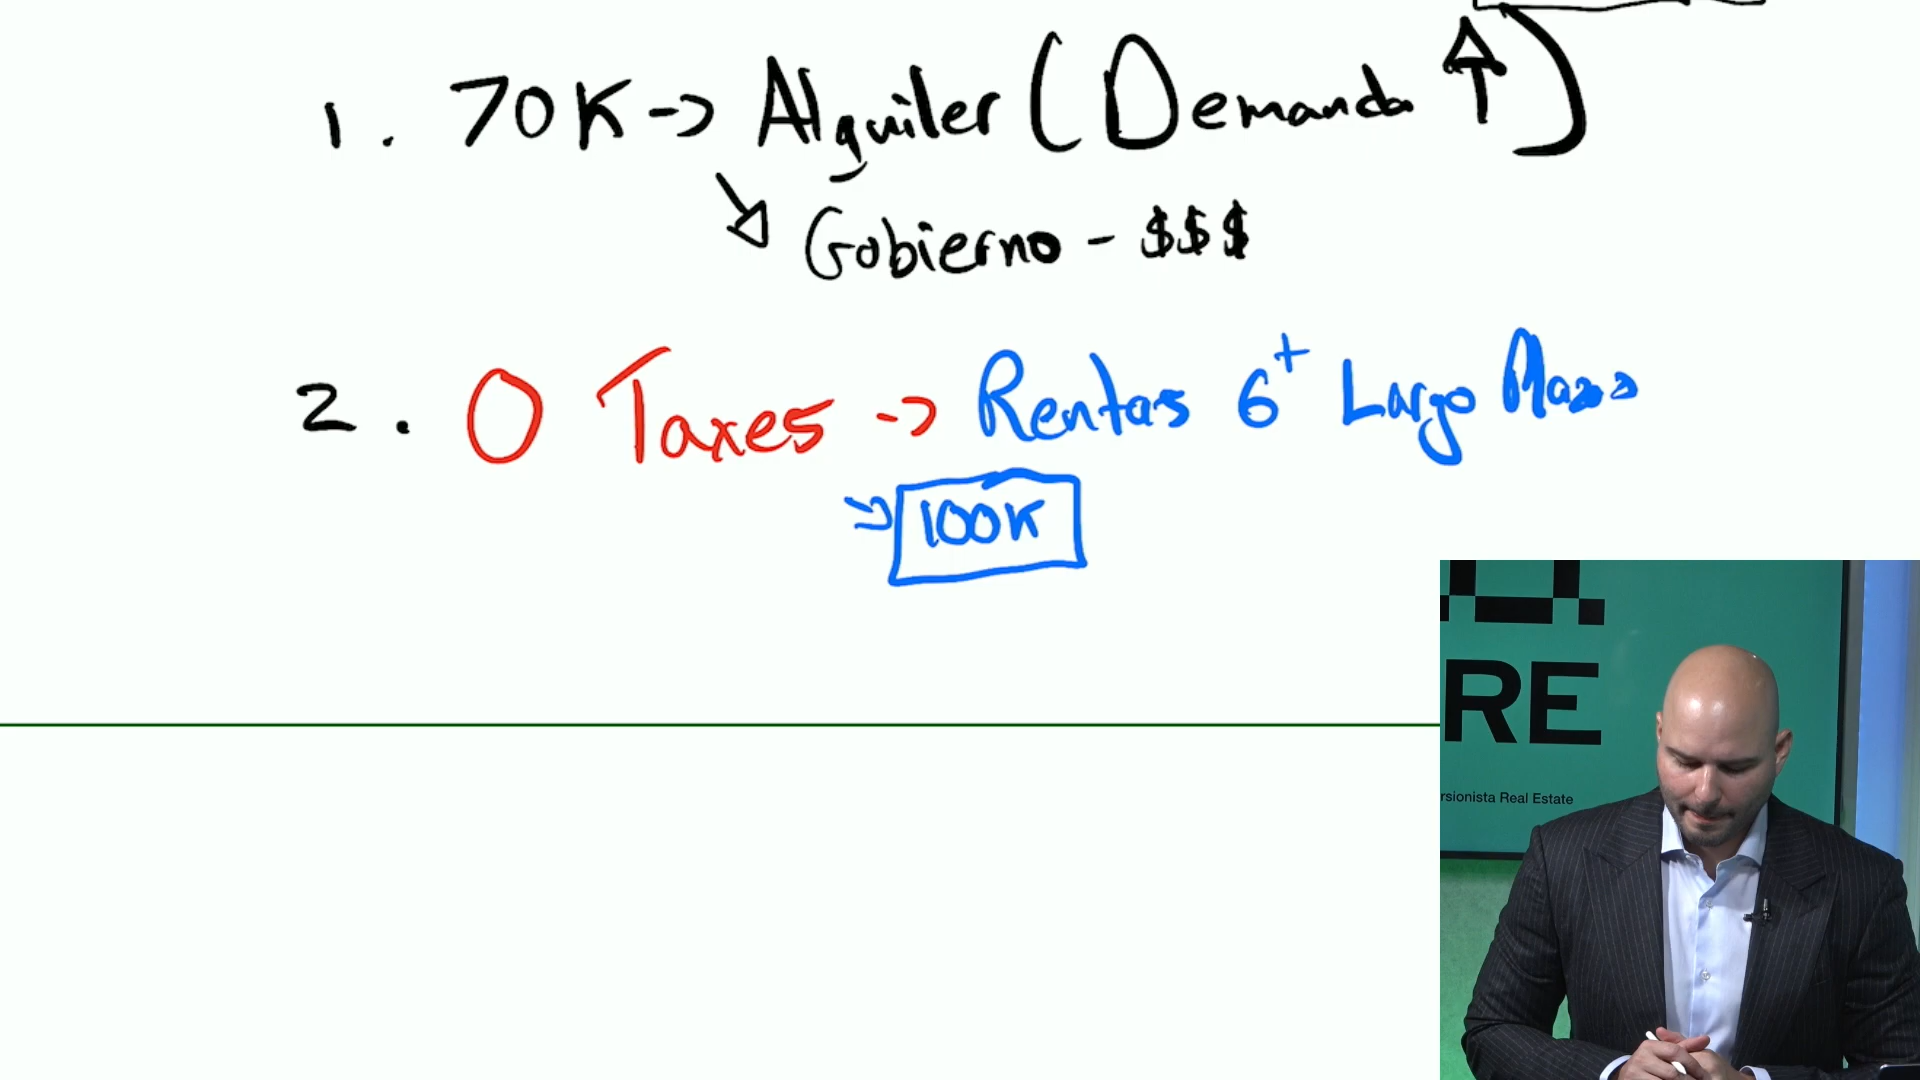 1. 70K -> Alquiler (Demanda ↑)
↘ Gobierno - $$$
2. 0 Taxes -> Rentas 6+ Largo Plazo
-> 100K
RE
rsionista Real Estate